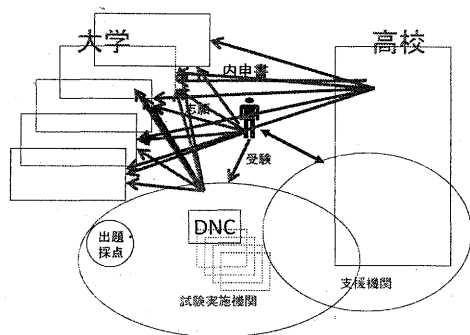 大学
高校
内申書
志願
受験
DNC
出題
採点
試験実施機関
支援機関